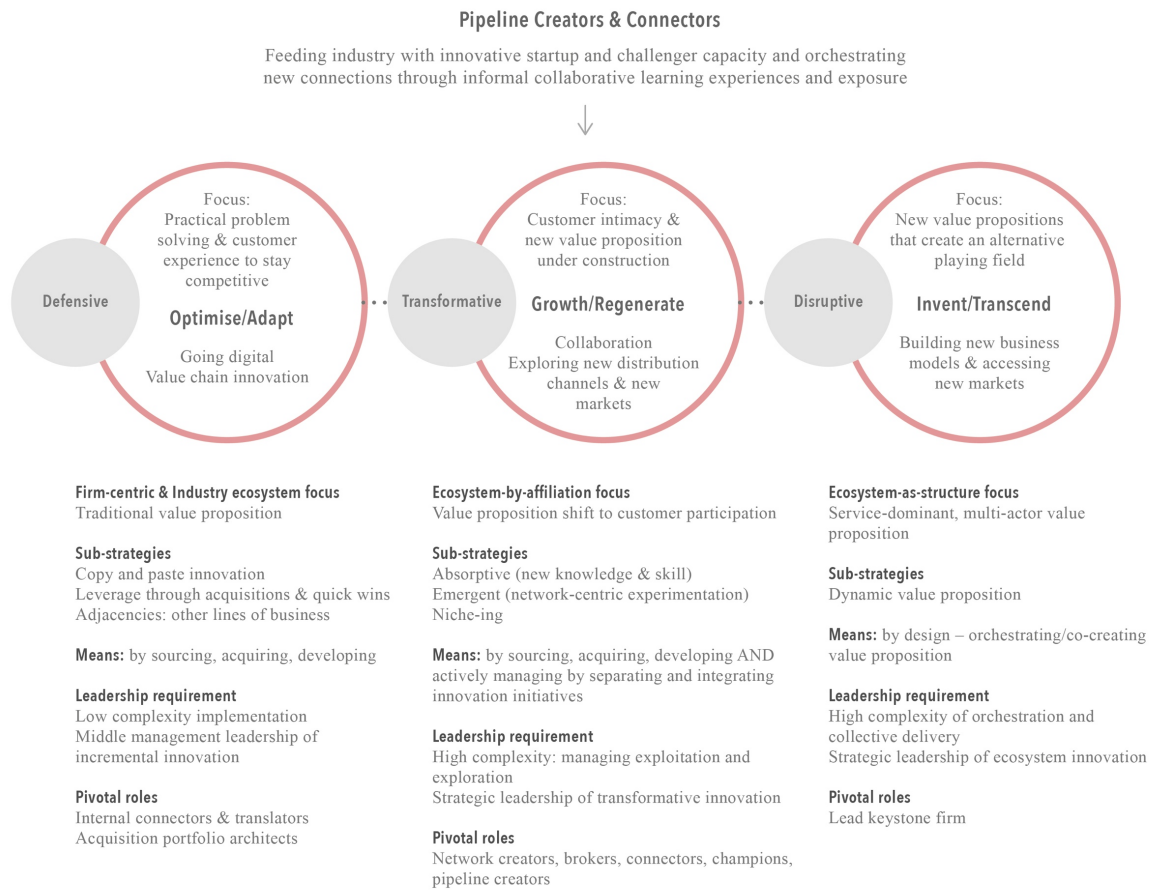 Pipeline Creators & Connectors
Feeding industry with innovative startup and challenger capacity and orchestrating
new connections through informal collaborative learning experiences and exposure
Defensive
Focus:
Practical problem
solving & customer
experience to stay
competitive
Optimise/Adapt
Going digital
Value chain innovation
Transformative
Focus:
Customer intimacy &
new value proposition
under construction
Growth/Regenerate
Collaboration
Exploring new distribution
channels & new
markets
Disruptive
Focus:
New value propositions
that create an alternative
playing field
Invent/Transcend
Building new business
models & accessing
new markets
Firm-centric & Industry ecosystem focus
Traditional value proposition
Sub-strategies
Copy and paste innovation
Leverage through acquisitions & quick wins
Adjacencies: other lines of business
Means: by sourcing, acquiring, developing
Leadership requirement
Low complexity implementation
Middle management leadership of
incremental innovation
Pivotal roles
Internal connectors & translators
Acquisition portfolio architects
Ecosystem-by-affiliation focus
Value proposition shift to customer participation
Sub-strategies
Absorptive (new knowledge & skill)
Emergent (network-centric experimentation)
Niche-ing
Means: by sourcing, acquiring, developing AND
actively managing by separating and integrating
innovation initiatives
Leadership requirement
High complexity: managing exploitation and
exploration
Strategic leadership of transformative innovation
Pivotal roles
Network creators, brokers, connectors, champions,
pipeline creators
Ecosystem-as-structure focus
Service-dominant, multi-actor value
proposition
Sub-strategies
Dynamic value proposition
Means: by design – orchestrating/co-creating
value proposition
Leadership requirement
High complexity of orchestration and
collective delivery
Strategic leadership of ecosystem innovation
Pivotal roles
Lead keystone firm